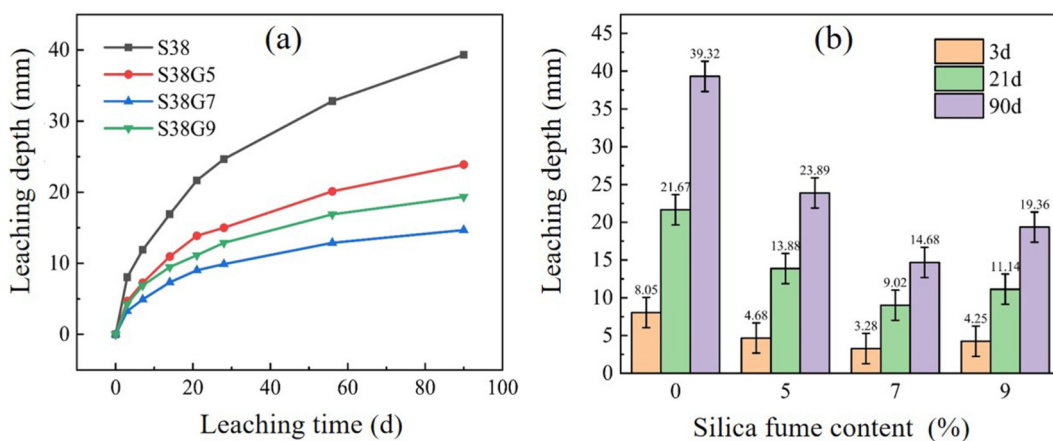 (a)
S38
S38G5
S38G7
S38G9
Leaching depth (mm)
40
30
20
10
0
0 20 40 60 80 100
Leaching time (d)
(b)
3d
21d
90d
Leaching depth (mm)
45
40
35
30
25
20
15
10
5
0
8.05 21.67 39.32
4.68 13.88 23.89
3.28 9.02 14.68
4.25 11.14 19.36
0 5 7 9
Silica fume content (%)